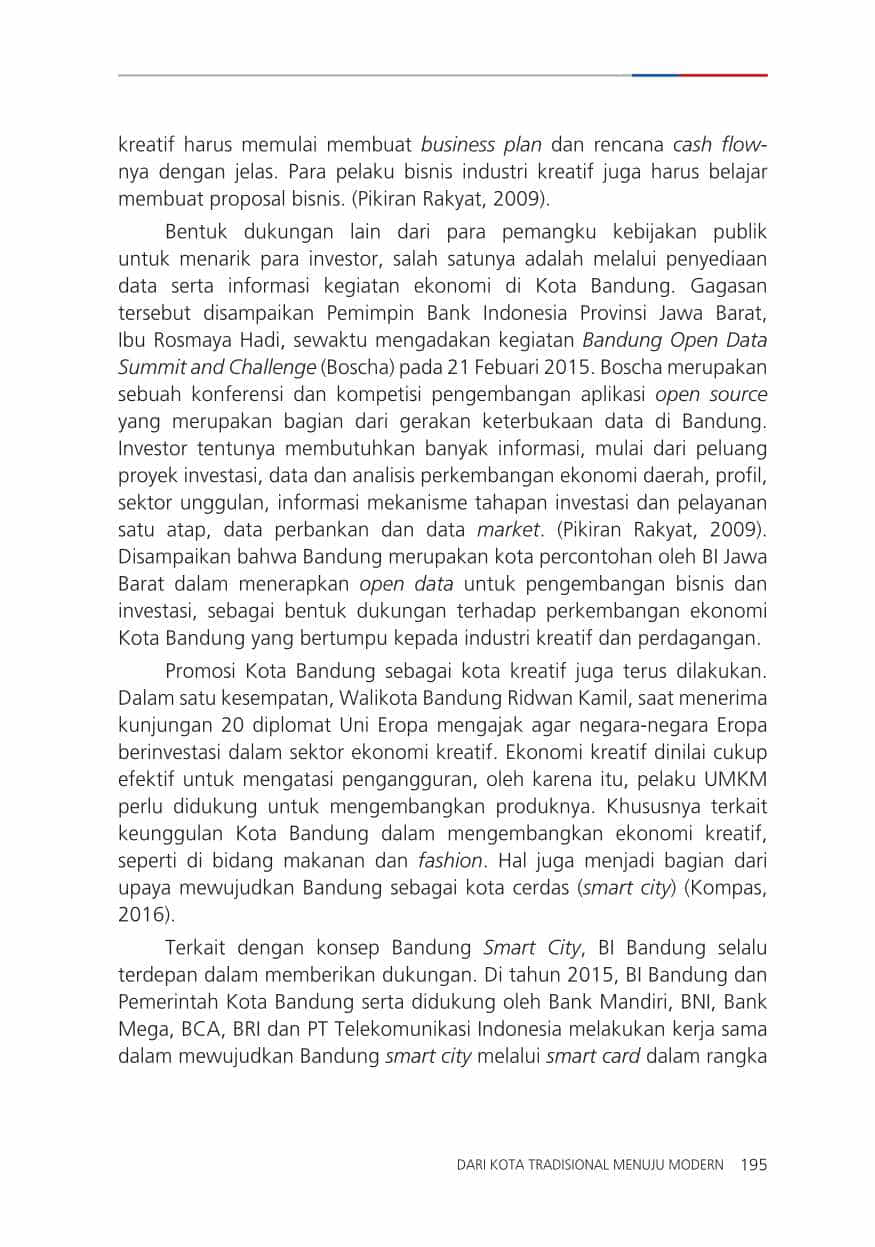 kreatif harus memulai membuat business plan dan rencana cash flow-
nya dengan jelas. Para pelaku bisnis industri kreatif juga harus belajar
membuat proposal bisnis. (Pikiran Rakyat, 2009).
Bentuk dukungan lain dari para pemangku kebijakan publik
untuk menarik para investor, salah satunya adalah melalui penyediaan
data serta informasi kegiatan ekonomi di Kota Bandung. Gagasan
tersebut disampaikan Pemimpin Bank Indonesia Provinsi Jawa Barat,
Ibu Rosmaya Hadi, sewaktu mengadakan kegiatan Bandung Open Data
Summit and Challenge (Boscha) pada 21 Febuari 2015. Boscha merupakan
sebuah konferensi dan kompetisi pengembangan aplikasi open source
yang merupakan bagian dari gerakan keterbukaan data di Bandung.
Investor tentunya membutuhkan banyak informasi, mulai dari peluang
proyek investasi, data dan analisis perkembangan ekonomi daerah, profil,
sektor unggulan, informasi mekanisme tahapan investasi dan pelayanan
satu atap, data perbankan dan data market. (Pikiran Rakyat, 2009).
Disampaikan bahwa Bandung merupakan kota percontohan oleh BI Jawa
Barat dalam menerapkan open data untuk pengembangan bisnis dan
investasi, sebagai bentuk dukungan terhadap perkembangan ekonomi
Kota Bandung yang bertumpu kepada industri kreatif dan perdagangan.
Promosi Kota Bandung sebagai kota kreatif juga terus dilakukan.
Dalam satu kesempatan, Walikota Bandung Ridwan Kamil, saat menerima
kunjungan 20 diplomat Uni Eropa mengajak agar negara-negara Eropa
berinvestasi dalam sektor ekonomi kreatif. Ekonomi kreatif dinilai cukup
efektif untuk mengatasi pengangguran, oleh karena itu, pelaku UMKM
perlu didukung untuk mengembangkan produknya. Khususnya terkait
keunggulan Kota Bandung dalam mengembangkan ekonomi kreatif,
seperti di bidang makanan dan fashion. Hal juga menjadi bagian dari
upaya mewujudkan Bandung sebagai kota cerdas (smart city) (Kompas,
2016).
Terkait dengan konsep Bandung Smart City, BI Bandung selalu
terdepan dalam memberikan dukungan. Di tahun 2015, BI Bandung dan
Pemerintah Kota Bandung serta didukung oleh Bank Mandiri, BNI, Bank
Mega, BCA, BRI dan PT Telekomunikasi Indonesia melakukan kerja sama
dalam mewujudkan Bandung smart city melalui smart card dalam rangka
DARI KOTA TRADISIONAL MENUJU MODERN 195